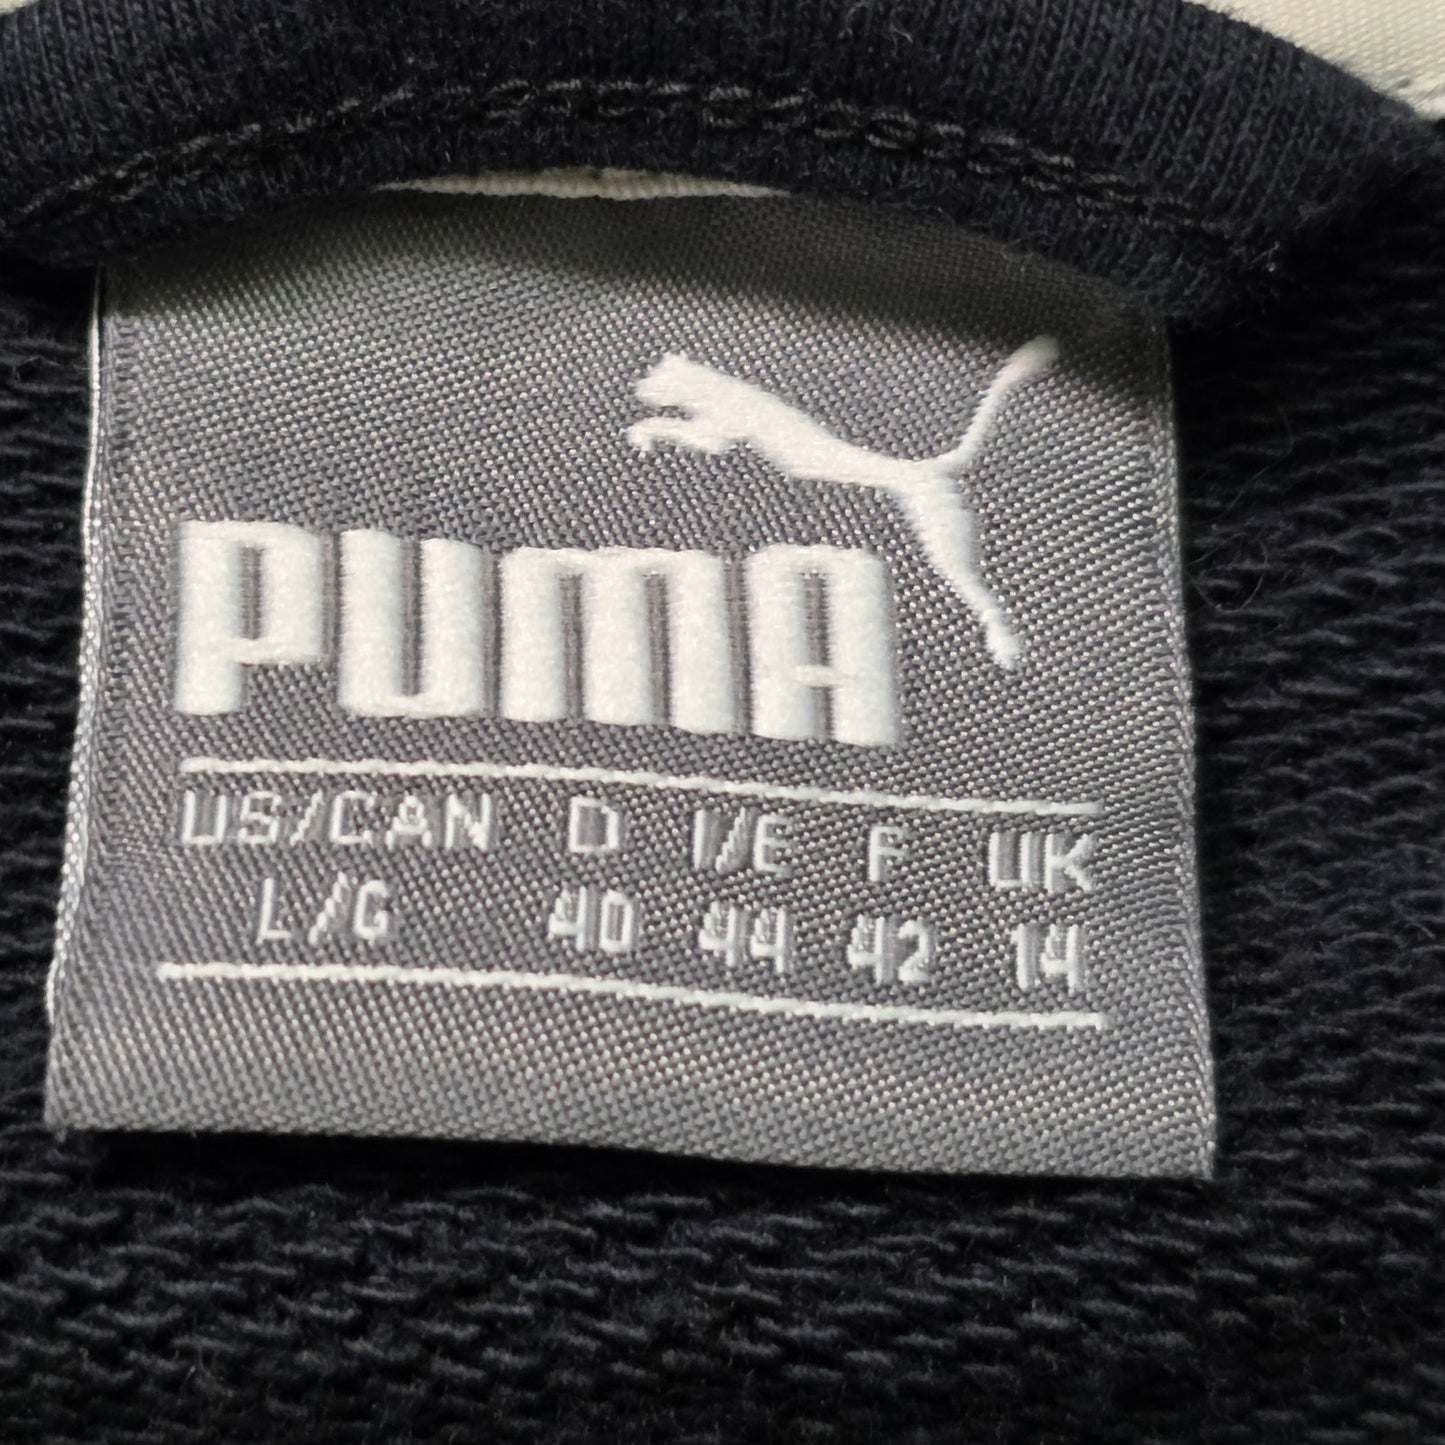 PUMA
US/CAN D I/E F UK
L/G 40 44 42 14